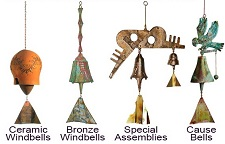 Ceramic
Windbells
Bronze
Windbells
Special
Assemblies
Cause
Bells